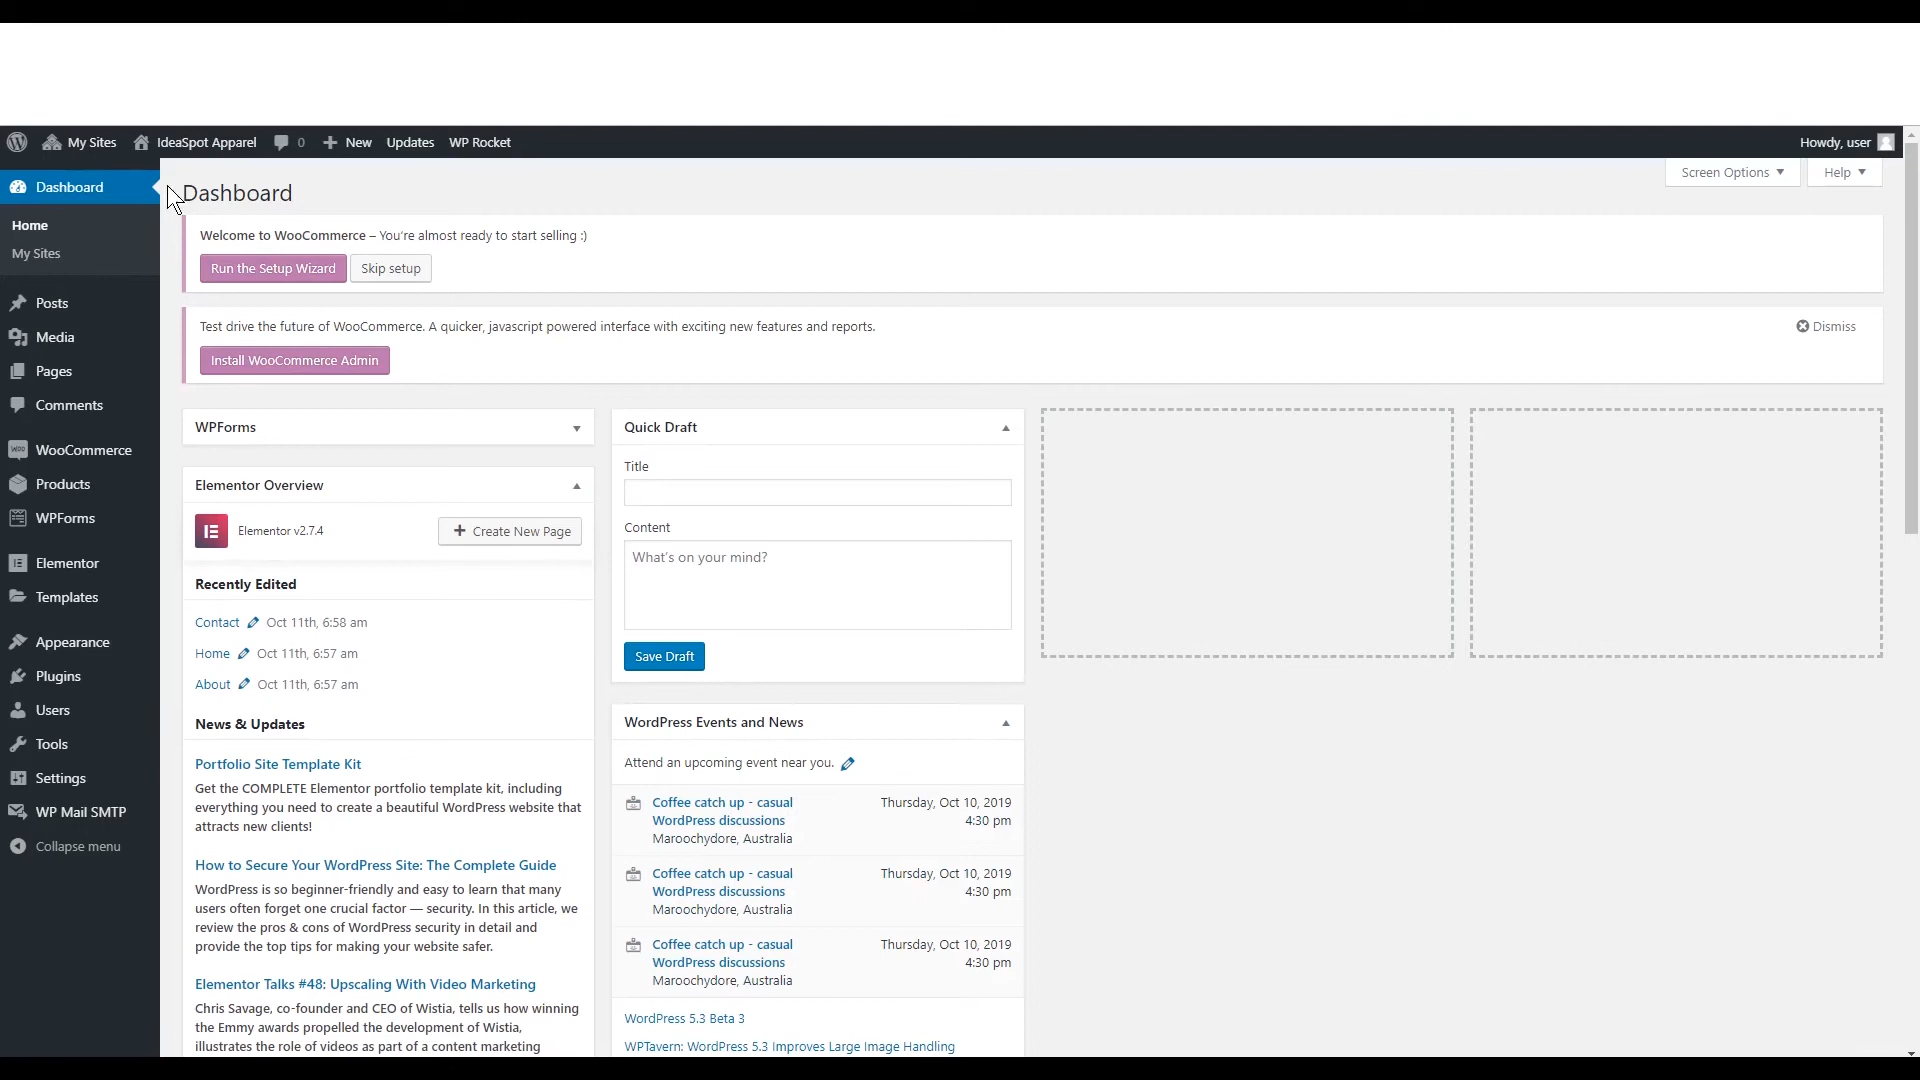 My Sites IdeaSpot Apparel 0 New Updates WP Rocket Howdy, user
Dashboard
Home
My Sites
Posts
Media
Pages
Comments
WooCommerce
Products
WPForms
Elementor
Templates
Appearance
Plugins
Users
Tools
Settings
WP Mail SMTP
Collapse menu
Screen Options Help
Dashboard
Welcome to WooCommerce – You're almost ready to start selling :)
Run the Setup Wizard Skip setup
Test drive the future of WooCommerce. A quicker, javascript powered interface with exciting new features and reports.
Dismiss
Install WooCommerce Admin
WPForms
Elementor Overview
Elementor v2.7.4
Create New Page
Recently Edited
Contact Oct 11th, 6:58 am
Home Oct 11th, 6:57 am
About Oct 11th, 6:57 am
News & Updates
Portfolio Site Template Kit
Get the COMPLETE Elementor portfolio template kit, including
everything you need to create a beautiful WordPress website that
attracts new clients!
How to Secure Your WordPress Site: The Complete Guide
WordPress is so beginner-friendly and easy to learn that many
users often forget one crucial factor — security. In this article, we
review the pros & cons of WordPress security in detail and
provide the top tips for making your website safer.
Elementor Talks #48: Upscaling With Video Marketing
Chris Savage, co-founder and CEO of Wistia, tells us how winning
the Emmy awards propelled the development of Wistia,
illustrates the role of videos as part of a content marketing
Quick Draft
Title
Content
What's on your mind?
Save Draft
WordPress Events and News
Attend an upcoming event near you.
Coffee catch up - casual Thursday, Oct 10, 2019
WordPress discussions 4:30 pm
Maroochydore, Australia
Coffee catch up - casual Thursday, Oct 10, 2019
WordPress discussions 4:30 pm
Maroochydore, Australia
Coffee catch up - casual Thursday, Oct 10, 2019
WordPress discussions 4:30 pm
Maroochydore, Australia
WordPress 5.3 Beta 3
WPTavern: WordPress 5.3 Improves Large Image Handling